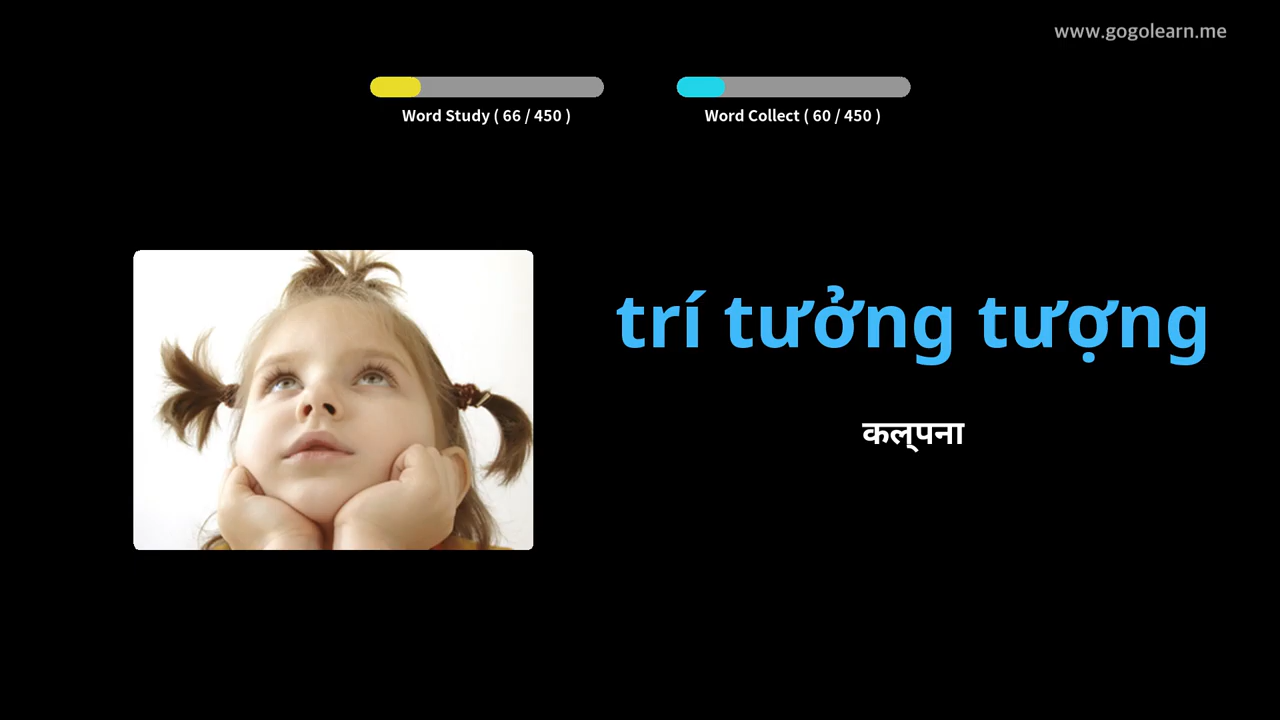 www.gogolearn.me
Word Study ( 66 / 450 )
Word Collect ( 60 / 450 )
trí tưởng tượng
कल्पना